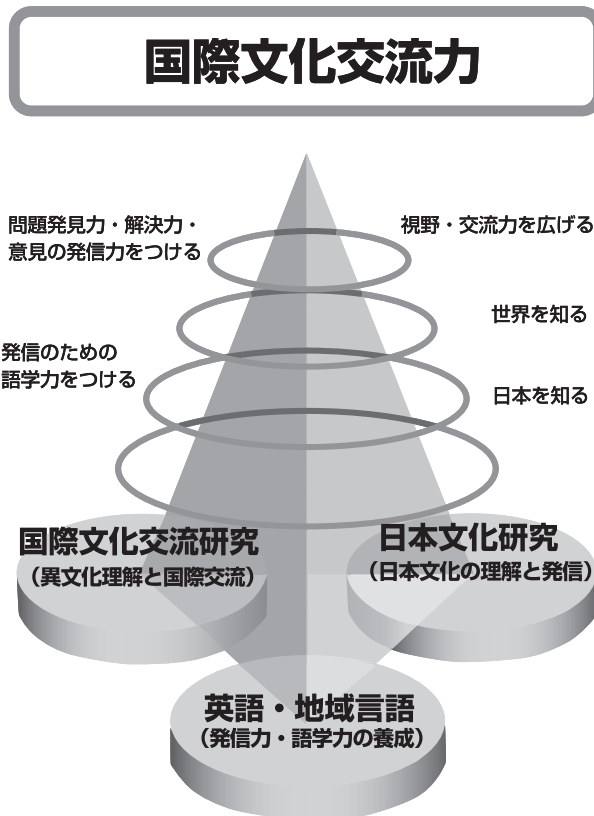 国際文化交流力
問題発見力・解決力・
意見の発信力をつける
視野・交流力を広げる
世界を知る
発信のための
語学力をつける
日本を知る
国際文化交流研究
（異文化理解と国際交流）
日本文化研究
（日本文化の理解と発信）
英語・地域言語
（発信力・語学力の養成）